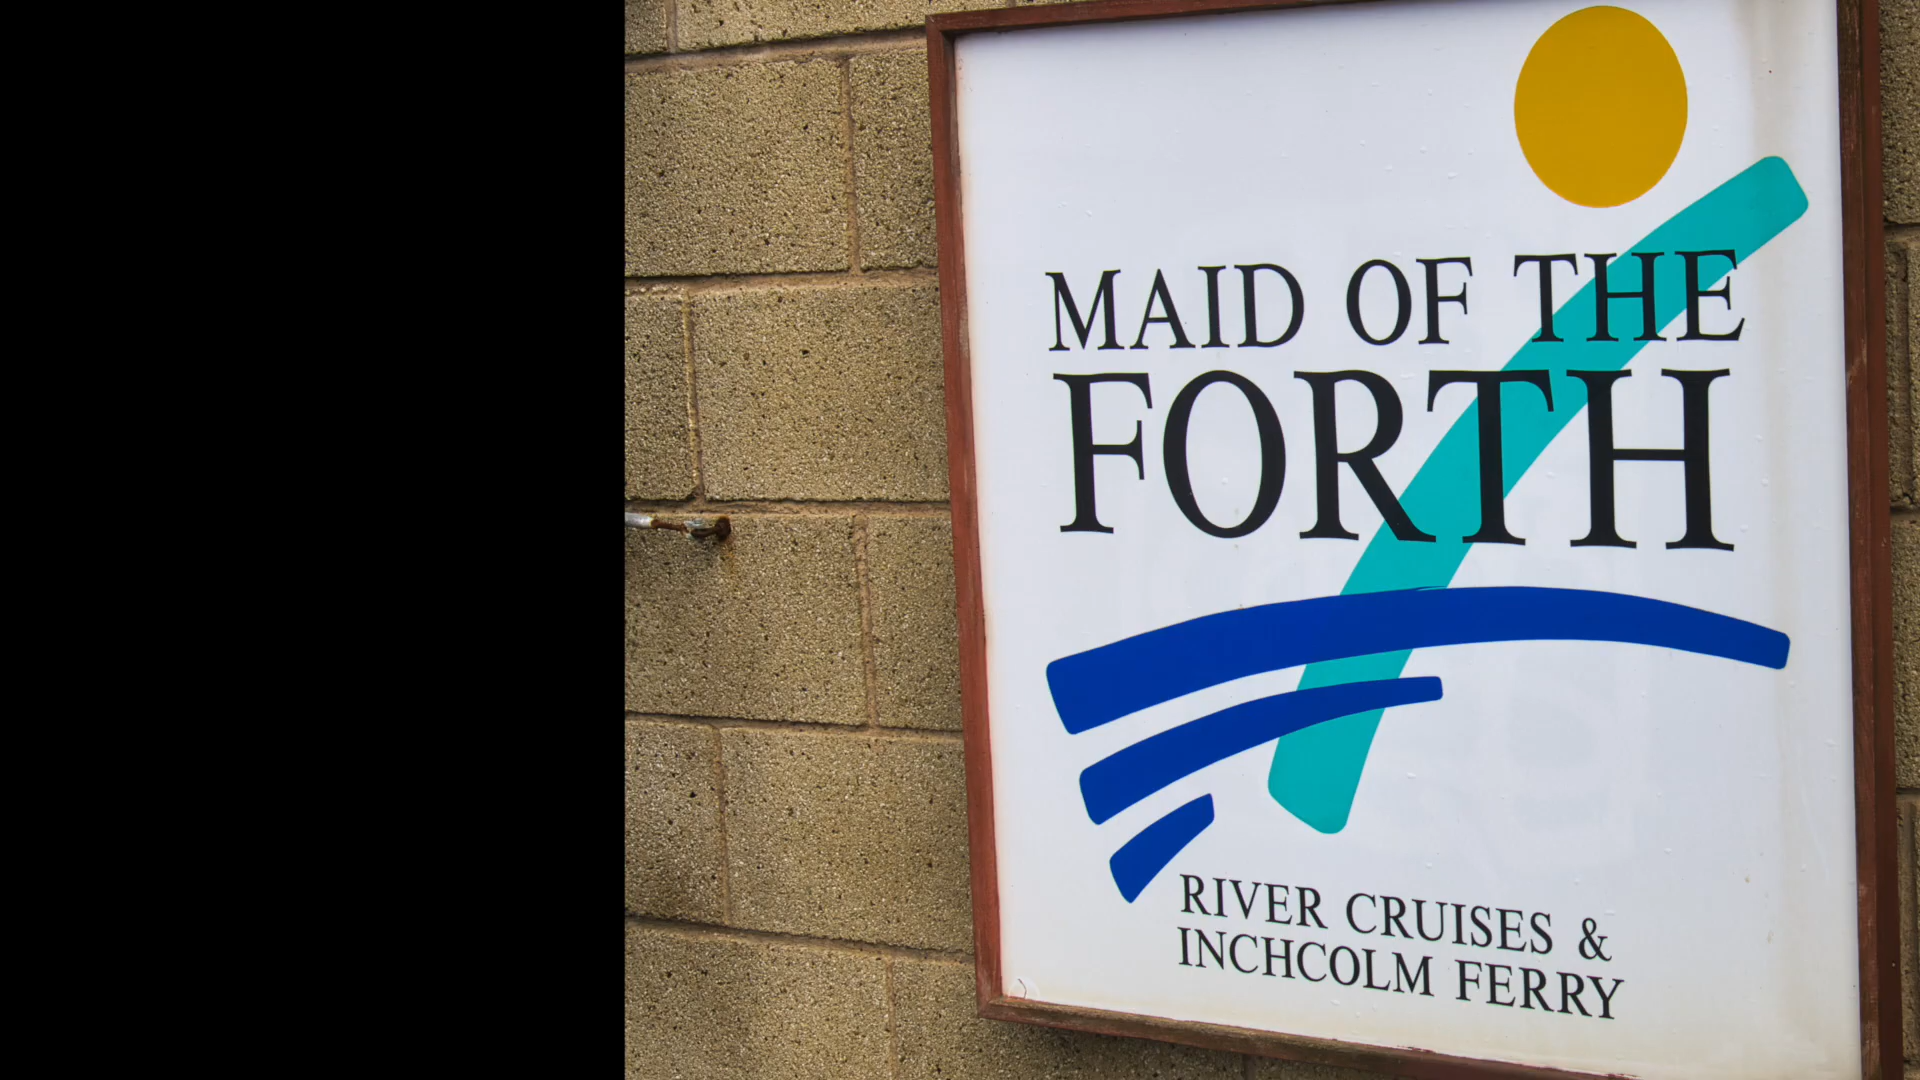 MAID OF THE
FORTH
RIVER CRUISES &
INCHCOLM FERRY